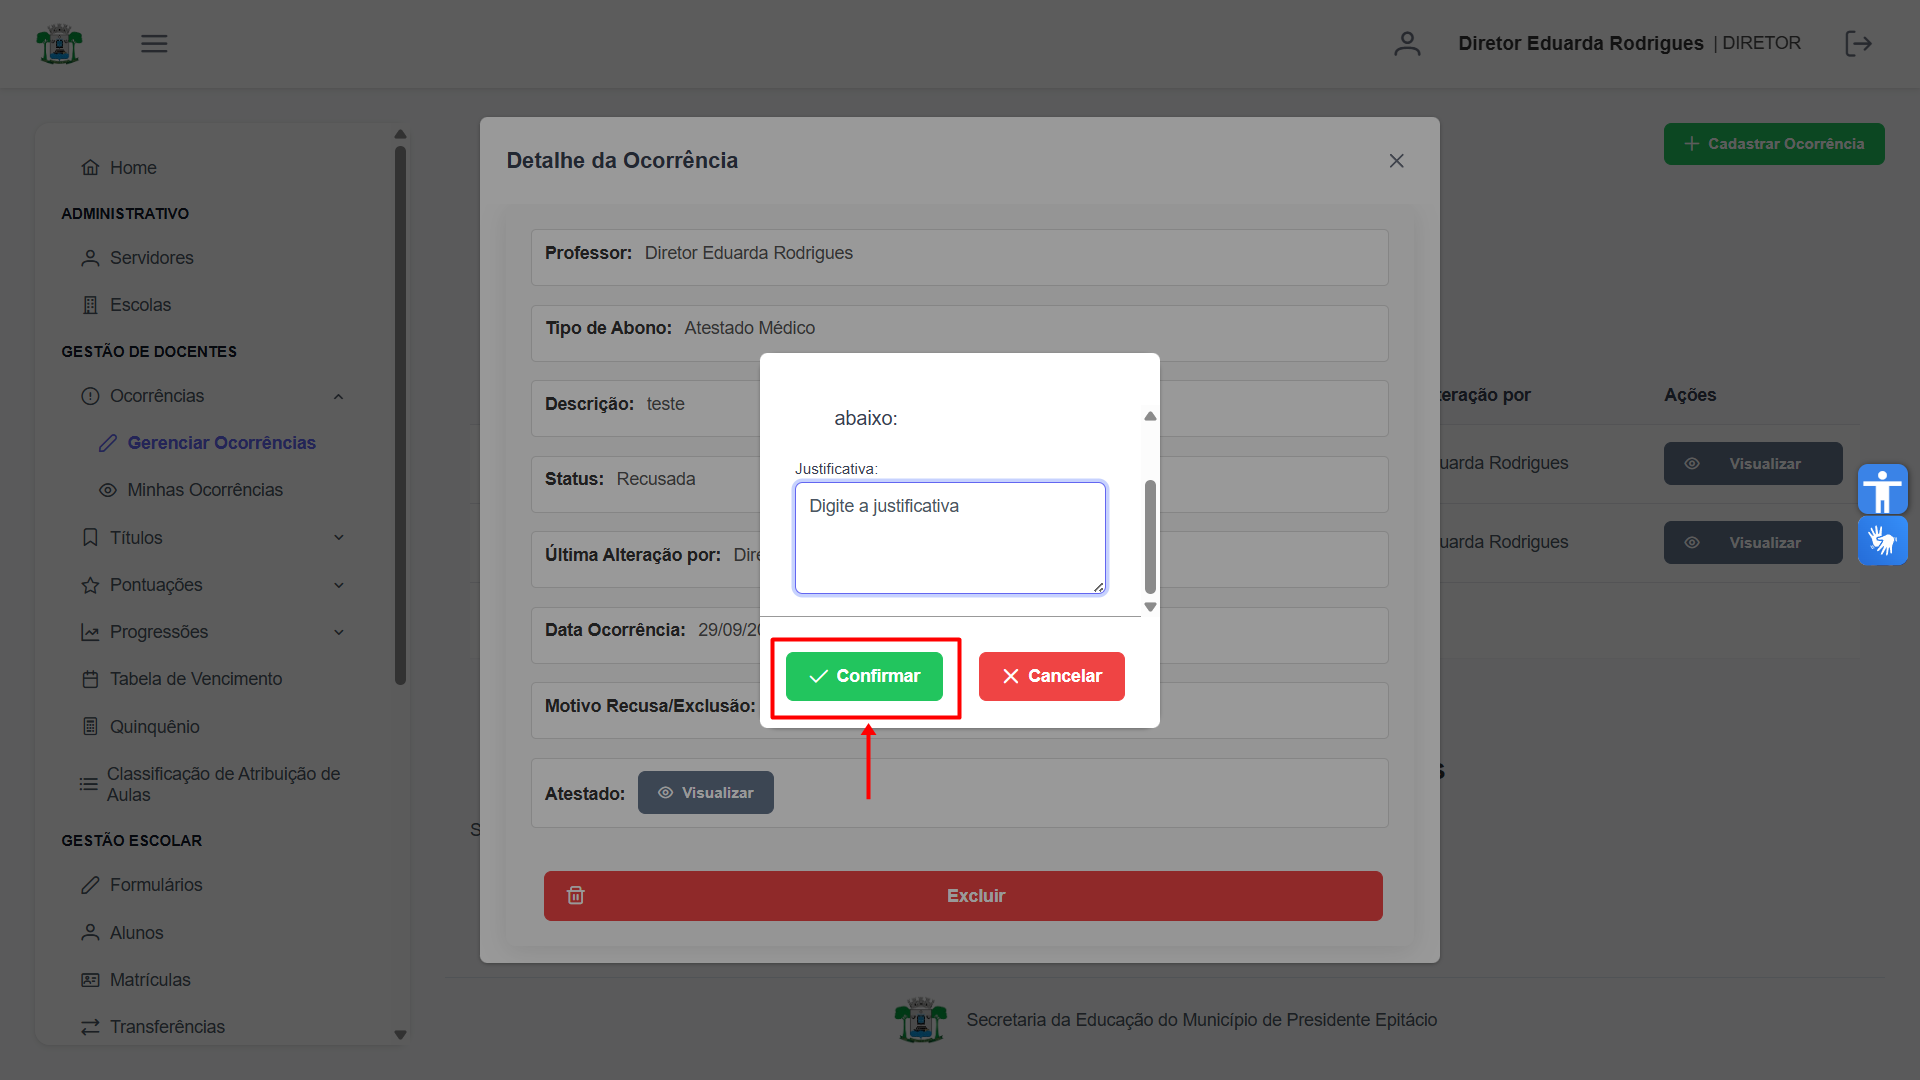 Diretor Eduarda Rodrigues | DIRETOR
Home
ADMINISTRATIVO
Servidores
Escolas
GESTÃO DE DOCENTES
Ocorrências
Gerenciar Ocorrências
Minhas Ocorrências
Títulos
Pontuações
Progressões
Tabela de Vencimento
Quinquênio
Classificação de Atribuição de
Aulas
GESTÃO ESCOLAR
Formulários
Alunos
Matrículas
Transferências
Cadastrar Ocorrência
Detalhe da Ocorrência
Professor: Diretor Eduarda Rodrigues
Tipo de Abono: Atestado Médico
Descrição: teste
Status: Recusada
Última Alteração por: Dire
Data Ocorrência: 29/09/20
Motivo Recusa/Exclusão:
Atestado: Visualizar
Excluir
abaixo:
Justificativa:
Digite a justificativa
Confirmar
Cancelar
teração por Ações
uarda Rodrigues Visualizar
uarda Rodrigues Visualizar
s
S
Secretaria da Educação do Município de Presidente Epitácio